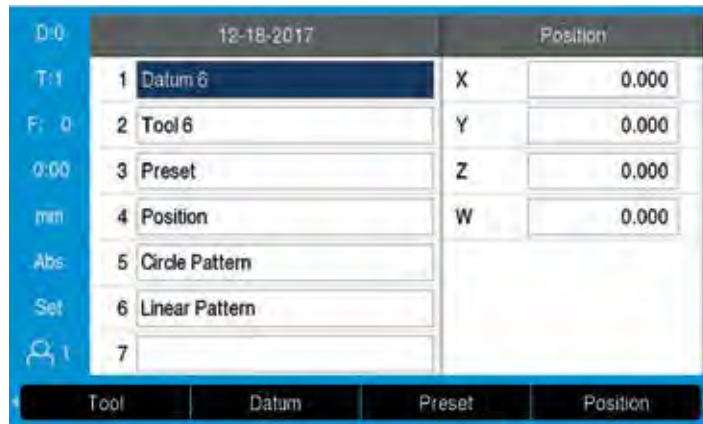 D:0 12-18-2017 Position
T:1 1 Datum 6 X 0.000
F: 0 2 Tool 6 Y 0.000
0:00 3 Preset Z 0.000
mm 4 Position W 0.000
Abs 5 Circle Pattern
Set 6 Linear Pattern
1 7
Tool Datum Preset Position